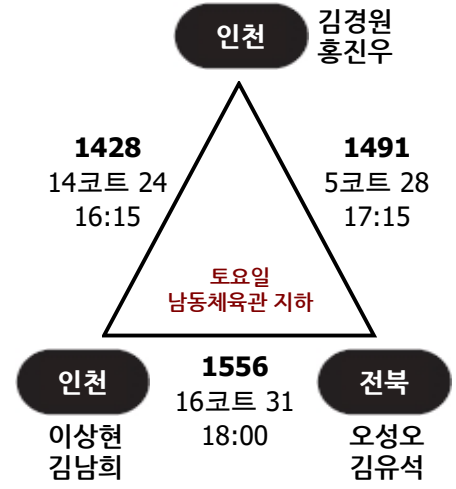 인천
김경원
홍진우
1428
14코트 24
16:15
1491
5코트 28
17:15
토요일
남동체육관 지하
인천
이상현
김남희
1556
16코트 31
18:00
전북
오성오
김유석